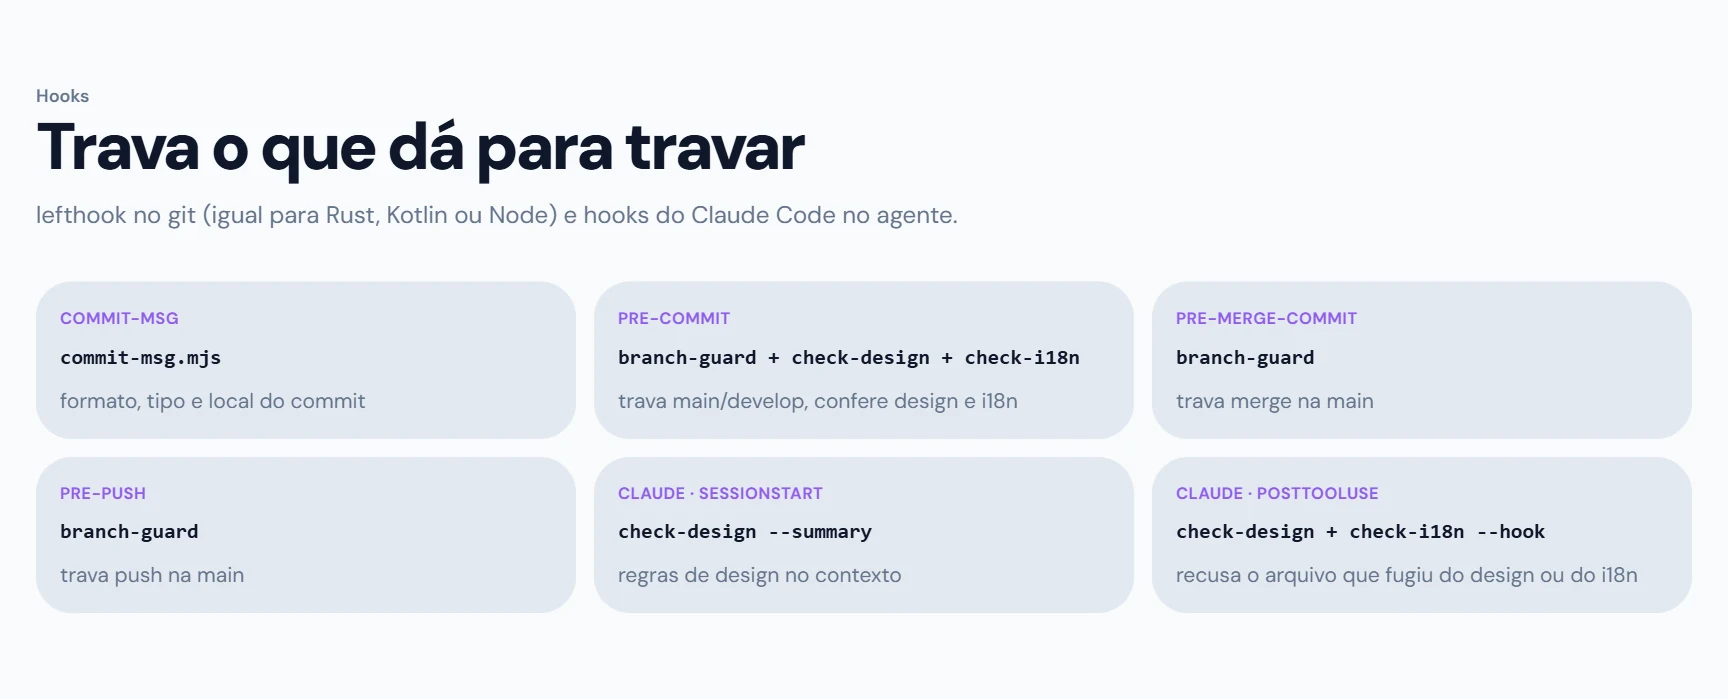 Hooks
Trava o que dá para travar
lefthook no git (igual para Rust, Kotlin ou Node) e hooks do Claude Code no agente.
COMMIT-MSG
commit-msg.mjs
formato, tipo e local do commit
PRE-COMMIT
branch-guard + check-design + check-i18n
trava main/develop, confere design e i18n
PRE-MERGE-COMMIT
branch-guard
trava merge na main
PRE-PUSH
branch-guard
trava push na main
CLAUDE · SESSIONSTART
check-design --summary
regras de design no contexto
CLAUDE · POSTTOOLUSE
check-design + check-i18n --hook
recusa o arquivo que fugiu do design ou do i18n